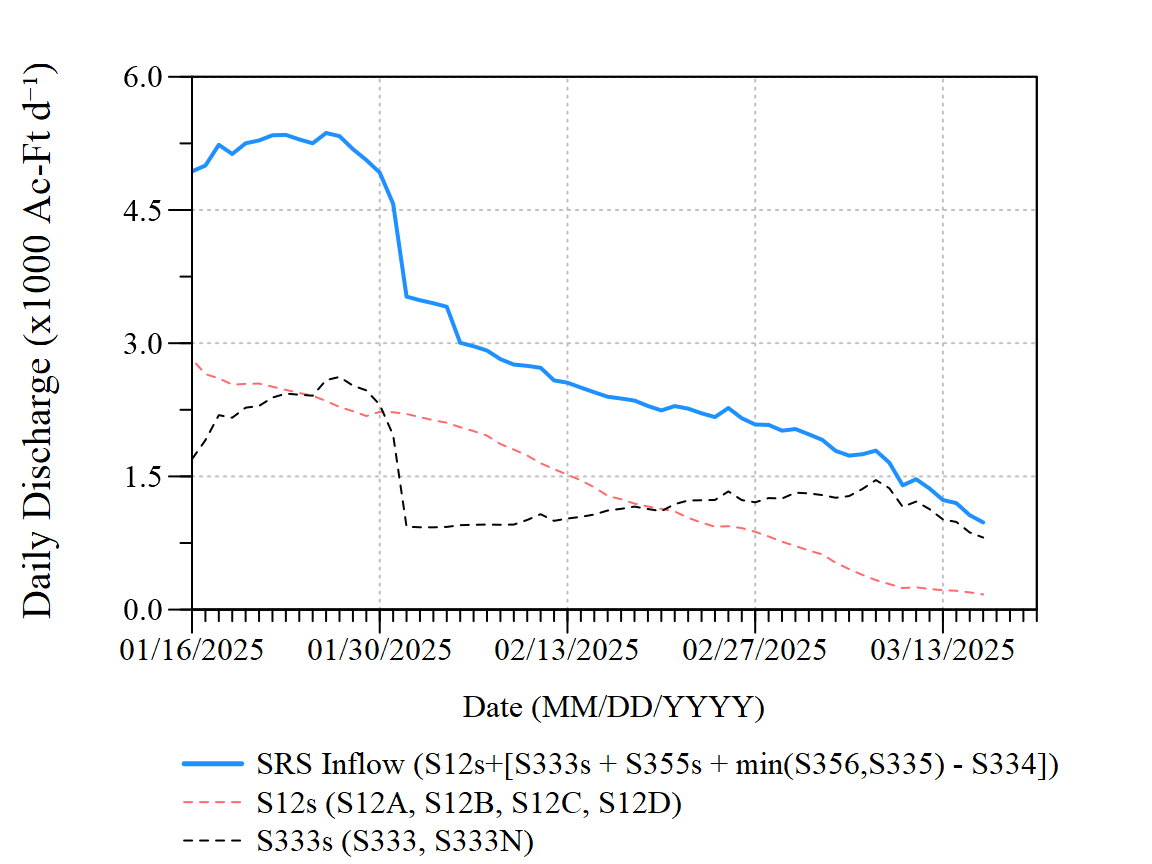 Daily Discharge (x1000 Ac-Ft d⁻¹)
6.0
4.5
3.0
1.5
0.0
01/16/2025 01/30/2025 02/13/2025 02/27/2025 03/13/2025
Date (MM/DD/YYYY)
SRS Inflow (S12s+[S333s + S355s + min(S356,S335) - S334])
S12s (S12A, S12B, S12C, S12D)
S333s (S333, S333N)